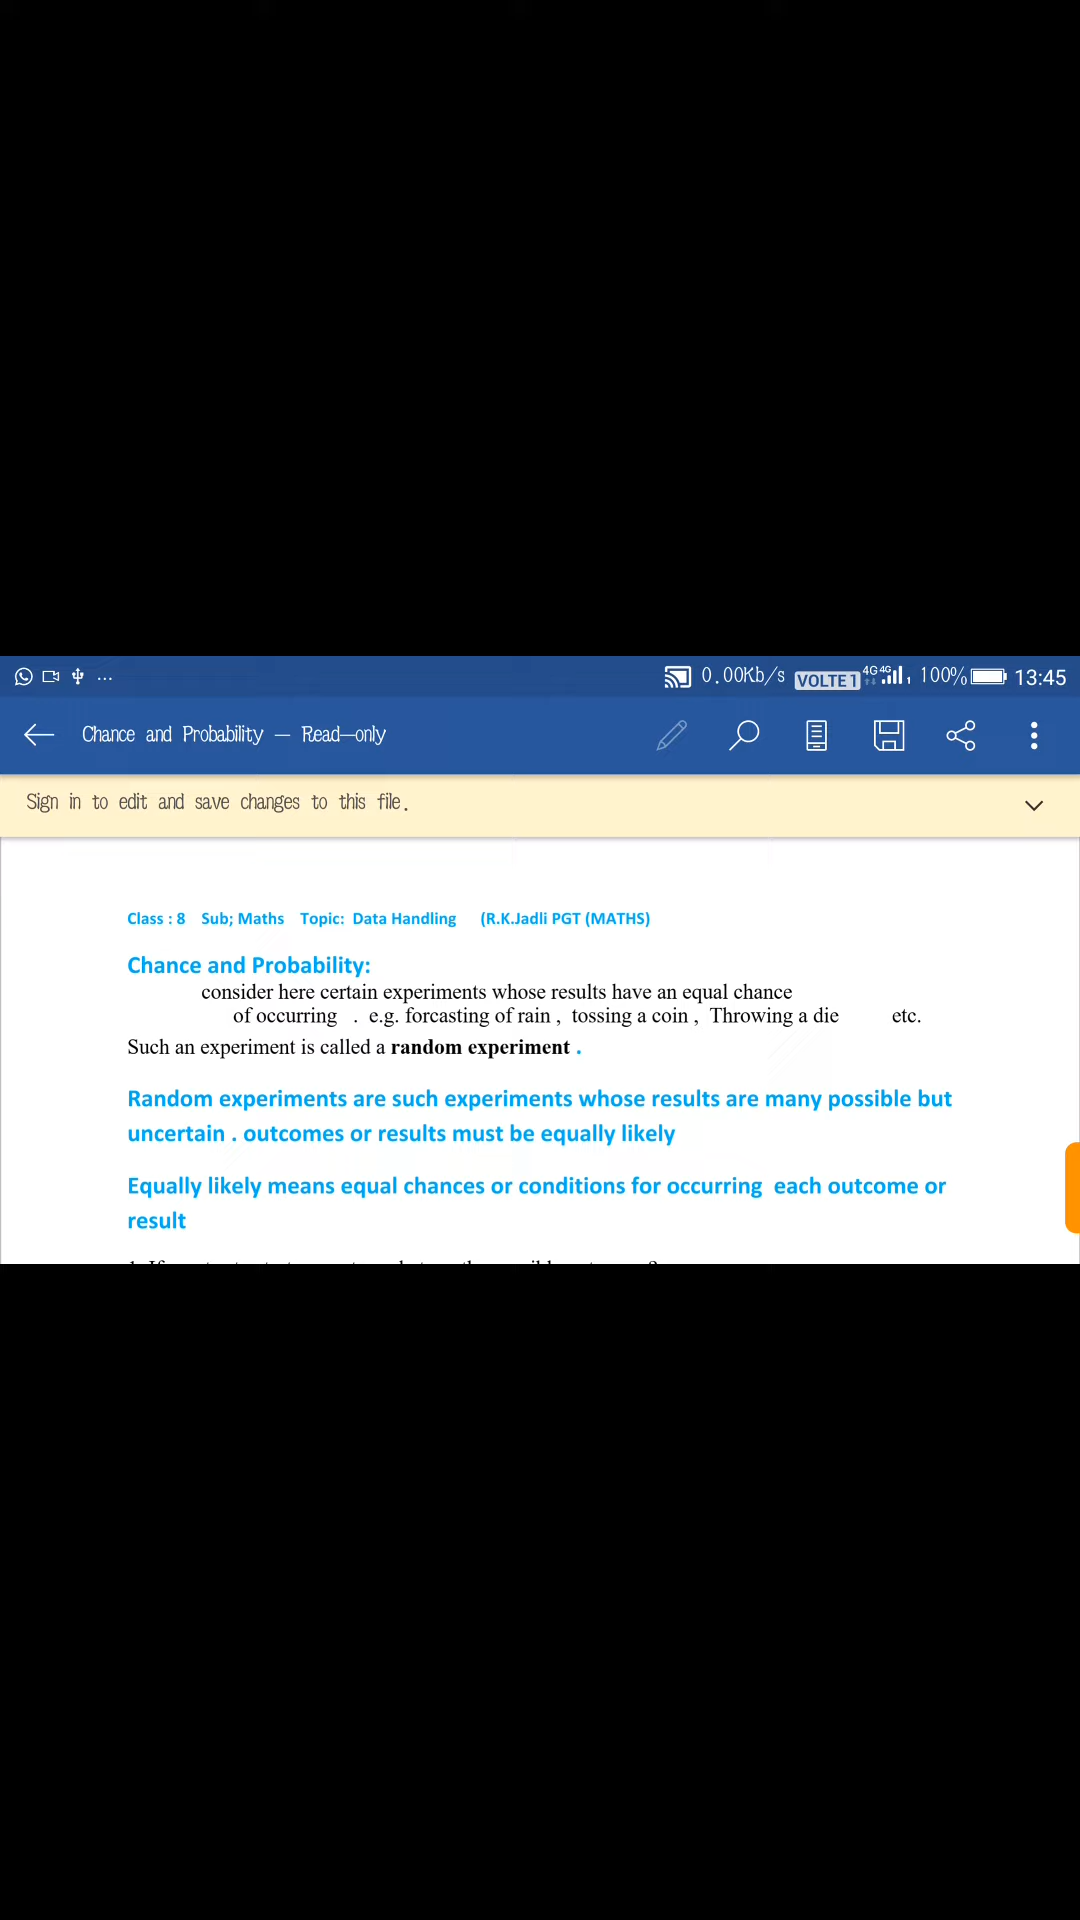 0.00Kb/s VOLTE 1 4G 4G 1 100% 13:45
Chance and Probability — Read-only
Sign in to edit and save changes to this file.
Class : 8 Sub; Maths Topic: Data Handling (R.K.Jadli PGT (MATHS)
Chance and Probability:
consider here certain experiments whose results have an equal chance
of occurring . e.g. forcasting of rain , tossing a coin , Throwing a die etc.
Such an experiment is called a random experiment .
Random experiments are such experiments whose results are many possible but
uncertain . outcomes or results must be equally likely
Equally likely means equal chances or conditions for occurring each outcome or
result